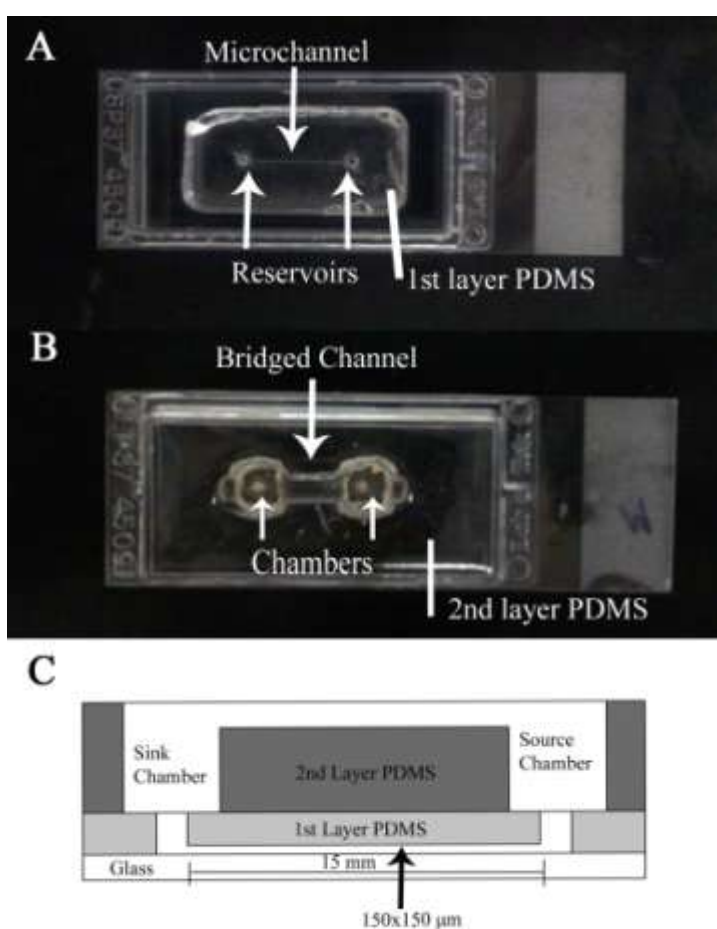 A
Microchannel
Reservoirs
1st layer PDMS
B
Bridged Channel
Chambers
2nd layer PDMS
C
Sink
Chamber
2nd Layer PDMS
Source
Chamber
1st Layer PDMS
Glass
15 mm
150x150 μm